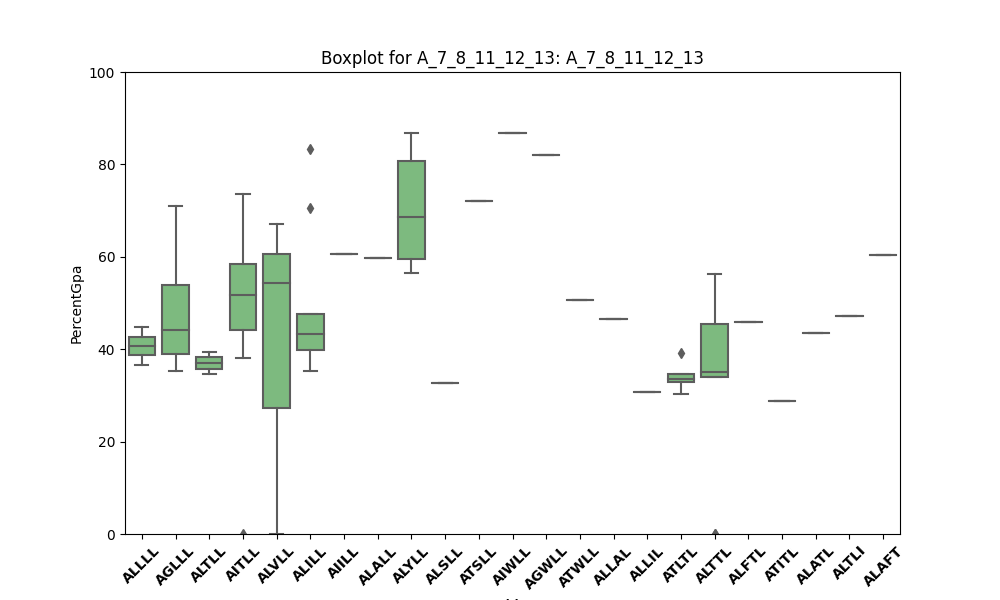 Boxplot for A_7_8_11_12_13: A_7_8_11_12_13
PercentGpa
100
80
60
40
20
0
ALLLL
AGLLL
ALTLL
AITLL
ALVLL
ALILL
AIILL
ALALL
ALYLL
ALSLL
ATSLL
AIWLL
AGWLL
ATWLL
ALLAL
ALLIL
ATLTL
ALTTL
ALFTL
ATITL
ALATL
ALTLI
ALAFT